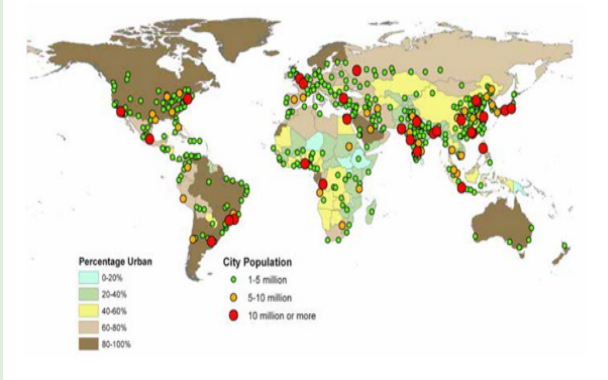 Percentage Urban
0-20%
20-40%
40-60%
60-80%
80-100%
City Population
1-5 million
5-10 million
10 million or more